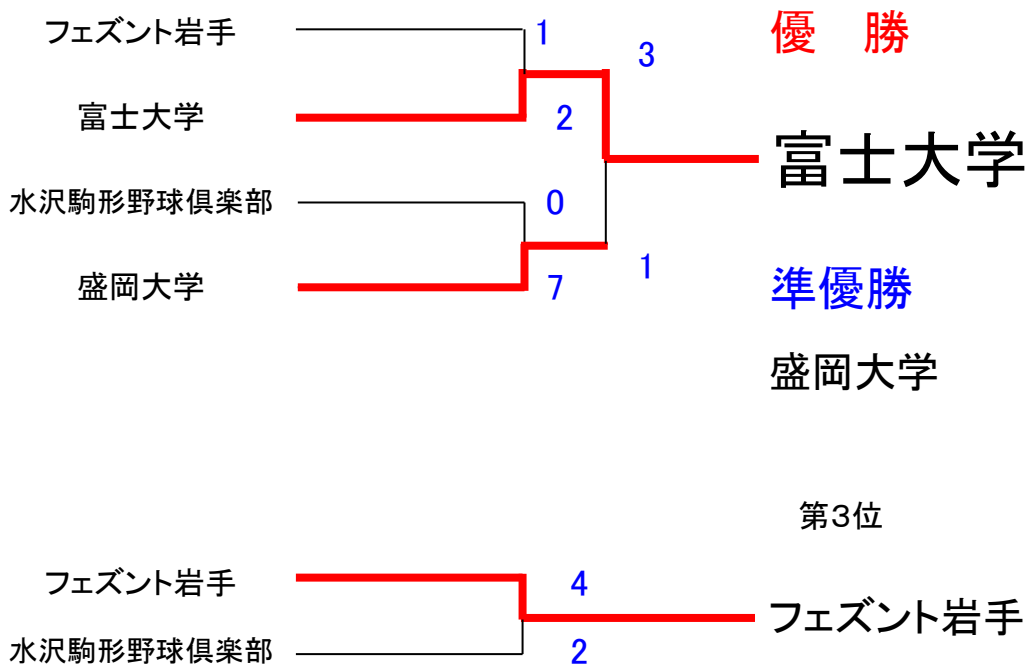 フェズント岩手
1
優　勝
3
富士大学
2
富士大学
水沢駒形野球倶楽部
0
1
盛岡大学
7
準優勝
盛岡大学
第3位
フェズント岩手
4
フェズント岩手
水沢駒形野球倶楽部
2